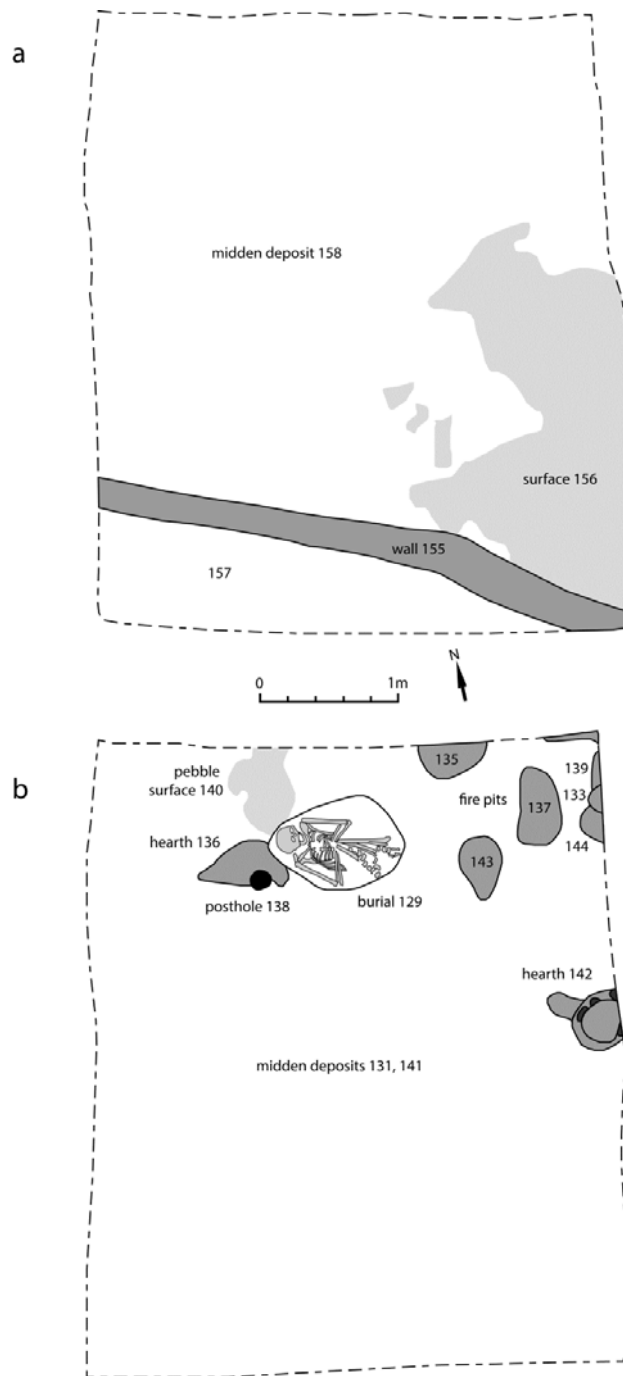 a
midden deposit 158
surface 156
wall 155
157
N
0 1m
b
pebble
surface 140
135
139
fire pits
137
133
hearth 136
144
143
posthole 138
burial 129
hearth 142
midden deposits 131, 141